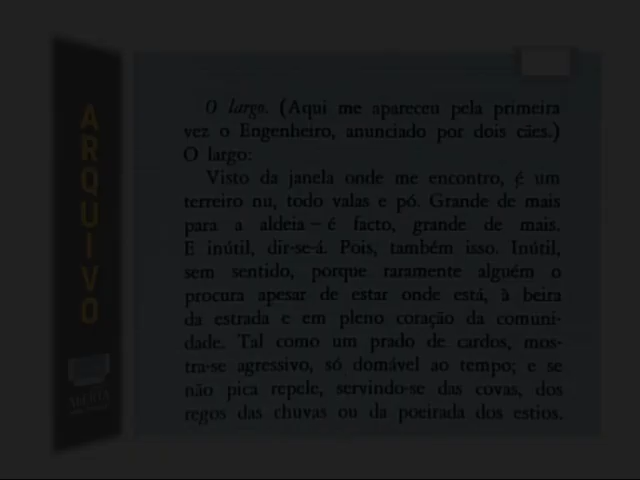 ARQUIVO
O largo. (Aqui me apareceu pela primeira
vez o Engenheiro, anunciado por dois cães.)
O largo:
Visto da janela onde me encontro, é um
terreiro nu, todo valas e pó. Grande de mais
para a aldeia – é facto, grande de mais.
E inútil, dir-se-á. Pois, também isso. Inútil,
sem sentido, porque raramente alguém o
procura apesar de estar onde está, à beira
da estrada e em pleno coração da comuni-
dade. Tal como um prado de cardos, mos-
tra-se agressivo, só domável ao tempo; e se
não pica repele, servindo-se das covas, dos
regos das chuvas ou da poeirada dos estios.